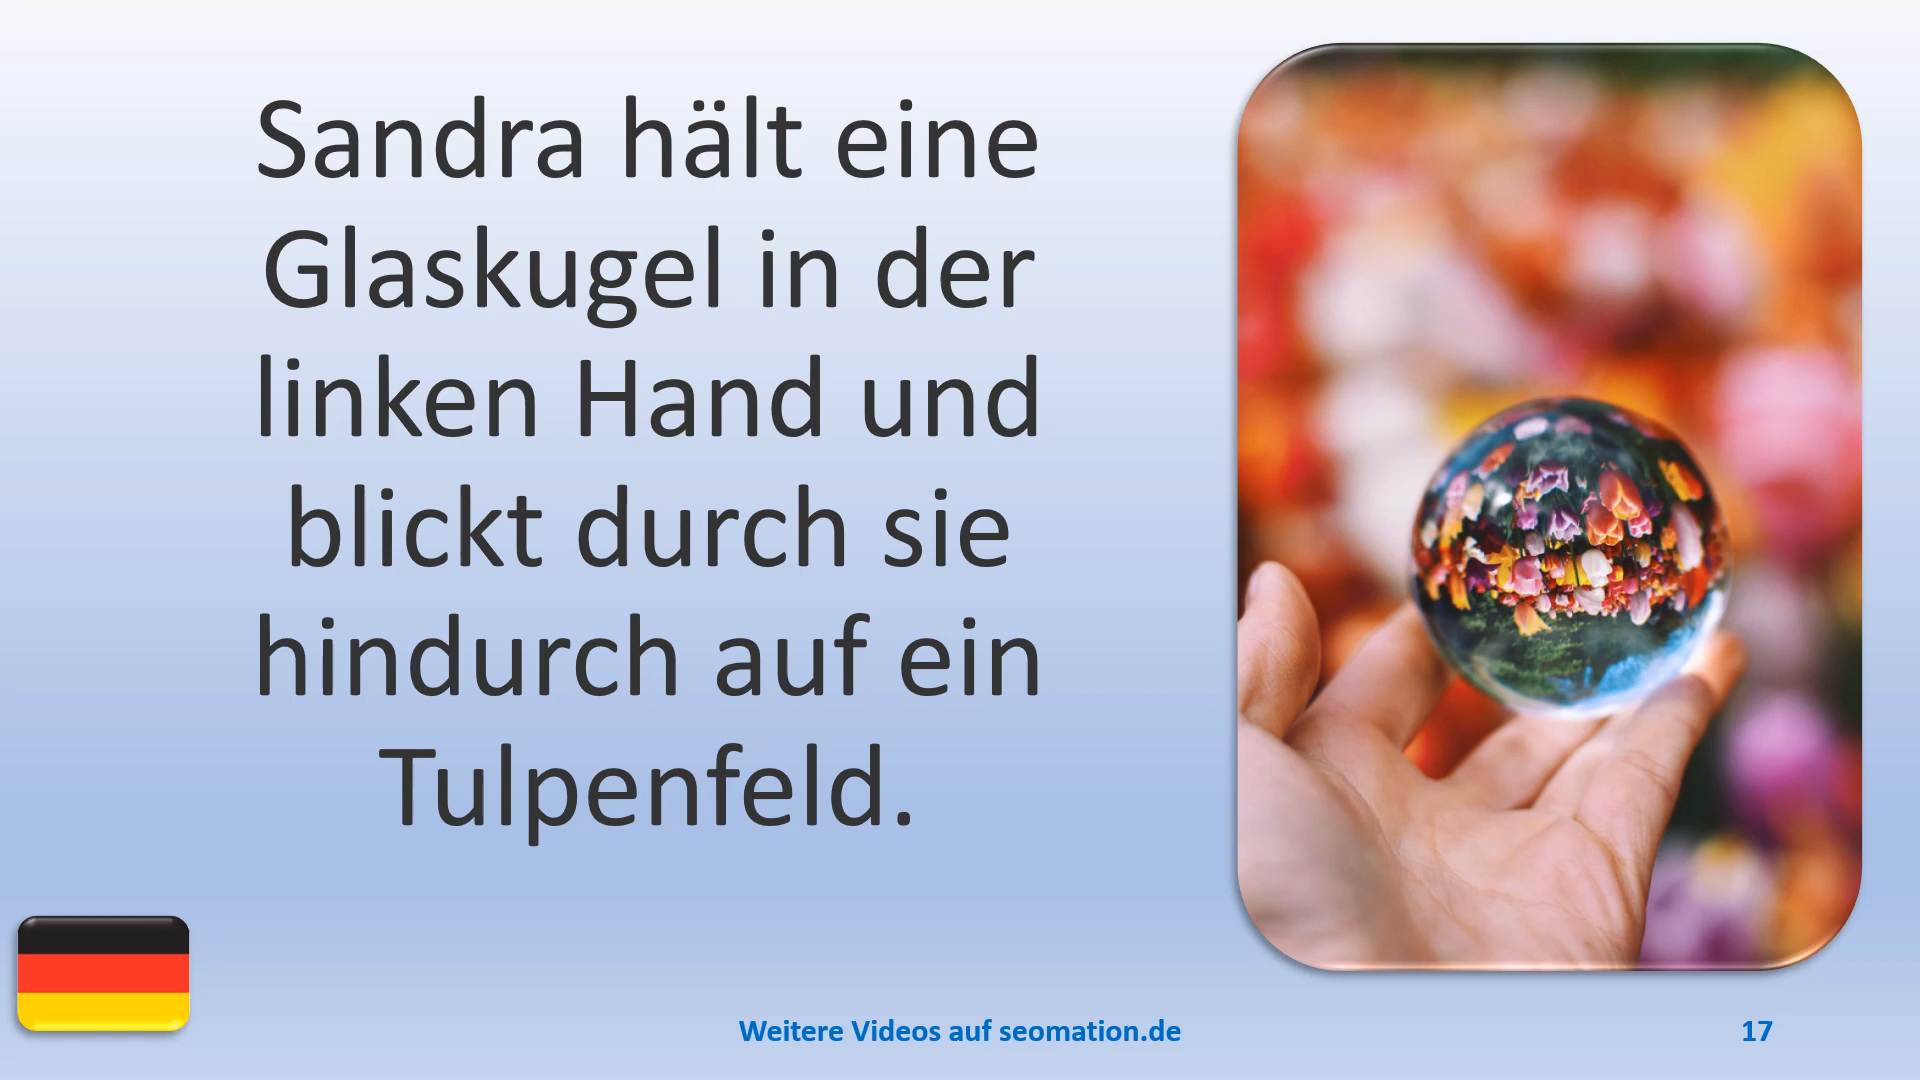 Sandra hält eine
Glaskugel in der
linken Hand und
blickt durch sie
hindurch auf ein
Tulpenfeld.
Weitere Videos auf seomation.de
17